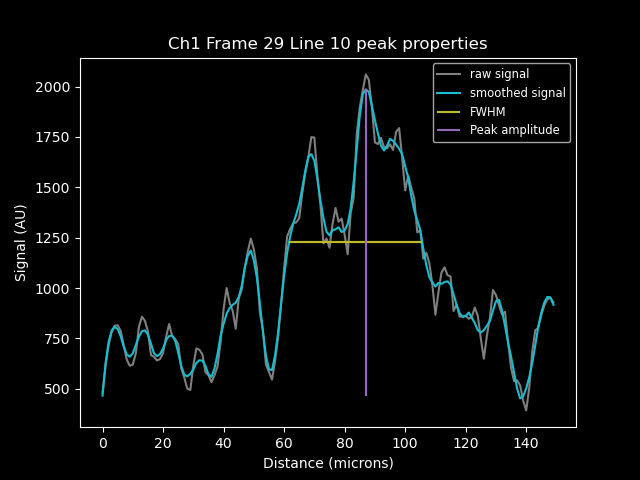 Ch1 Frame 29 Line 10 peak properties
raw signal
smoothed signal
FWHM
Peak amplitude
2000
1750
1500
1250
1000
750
500
Signal (AU)
0 20 40 60 80 100 120 140
Distance (microns)